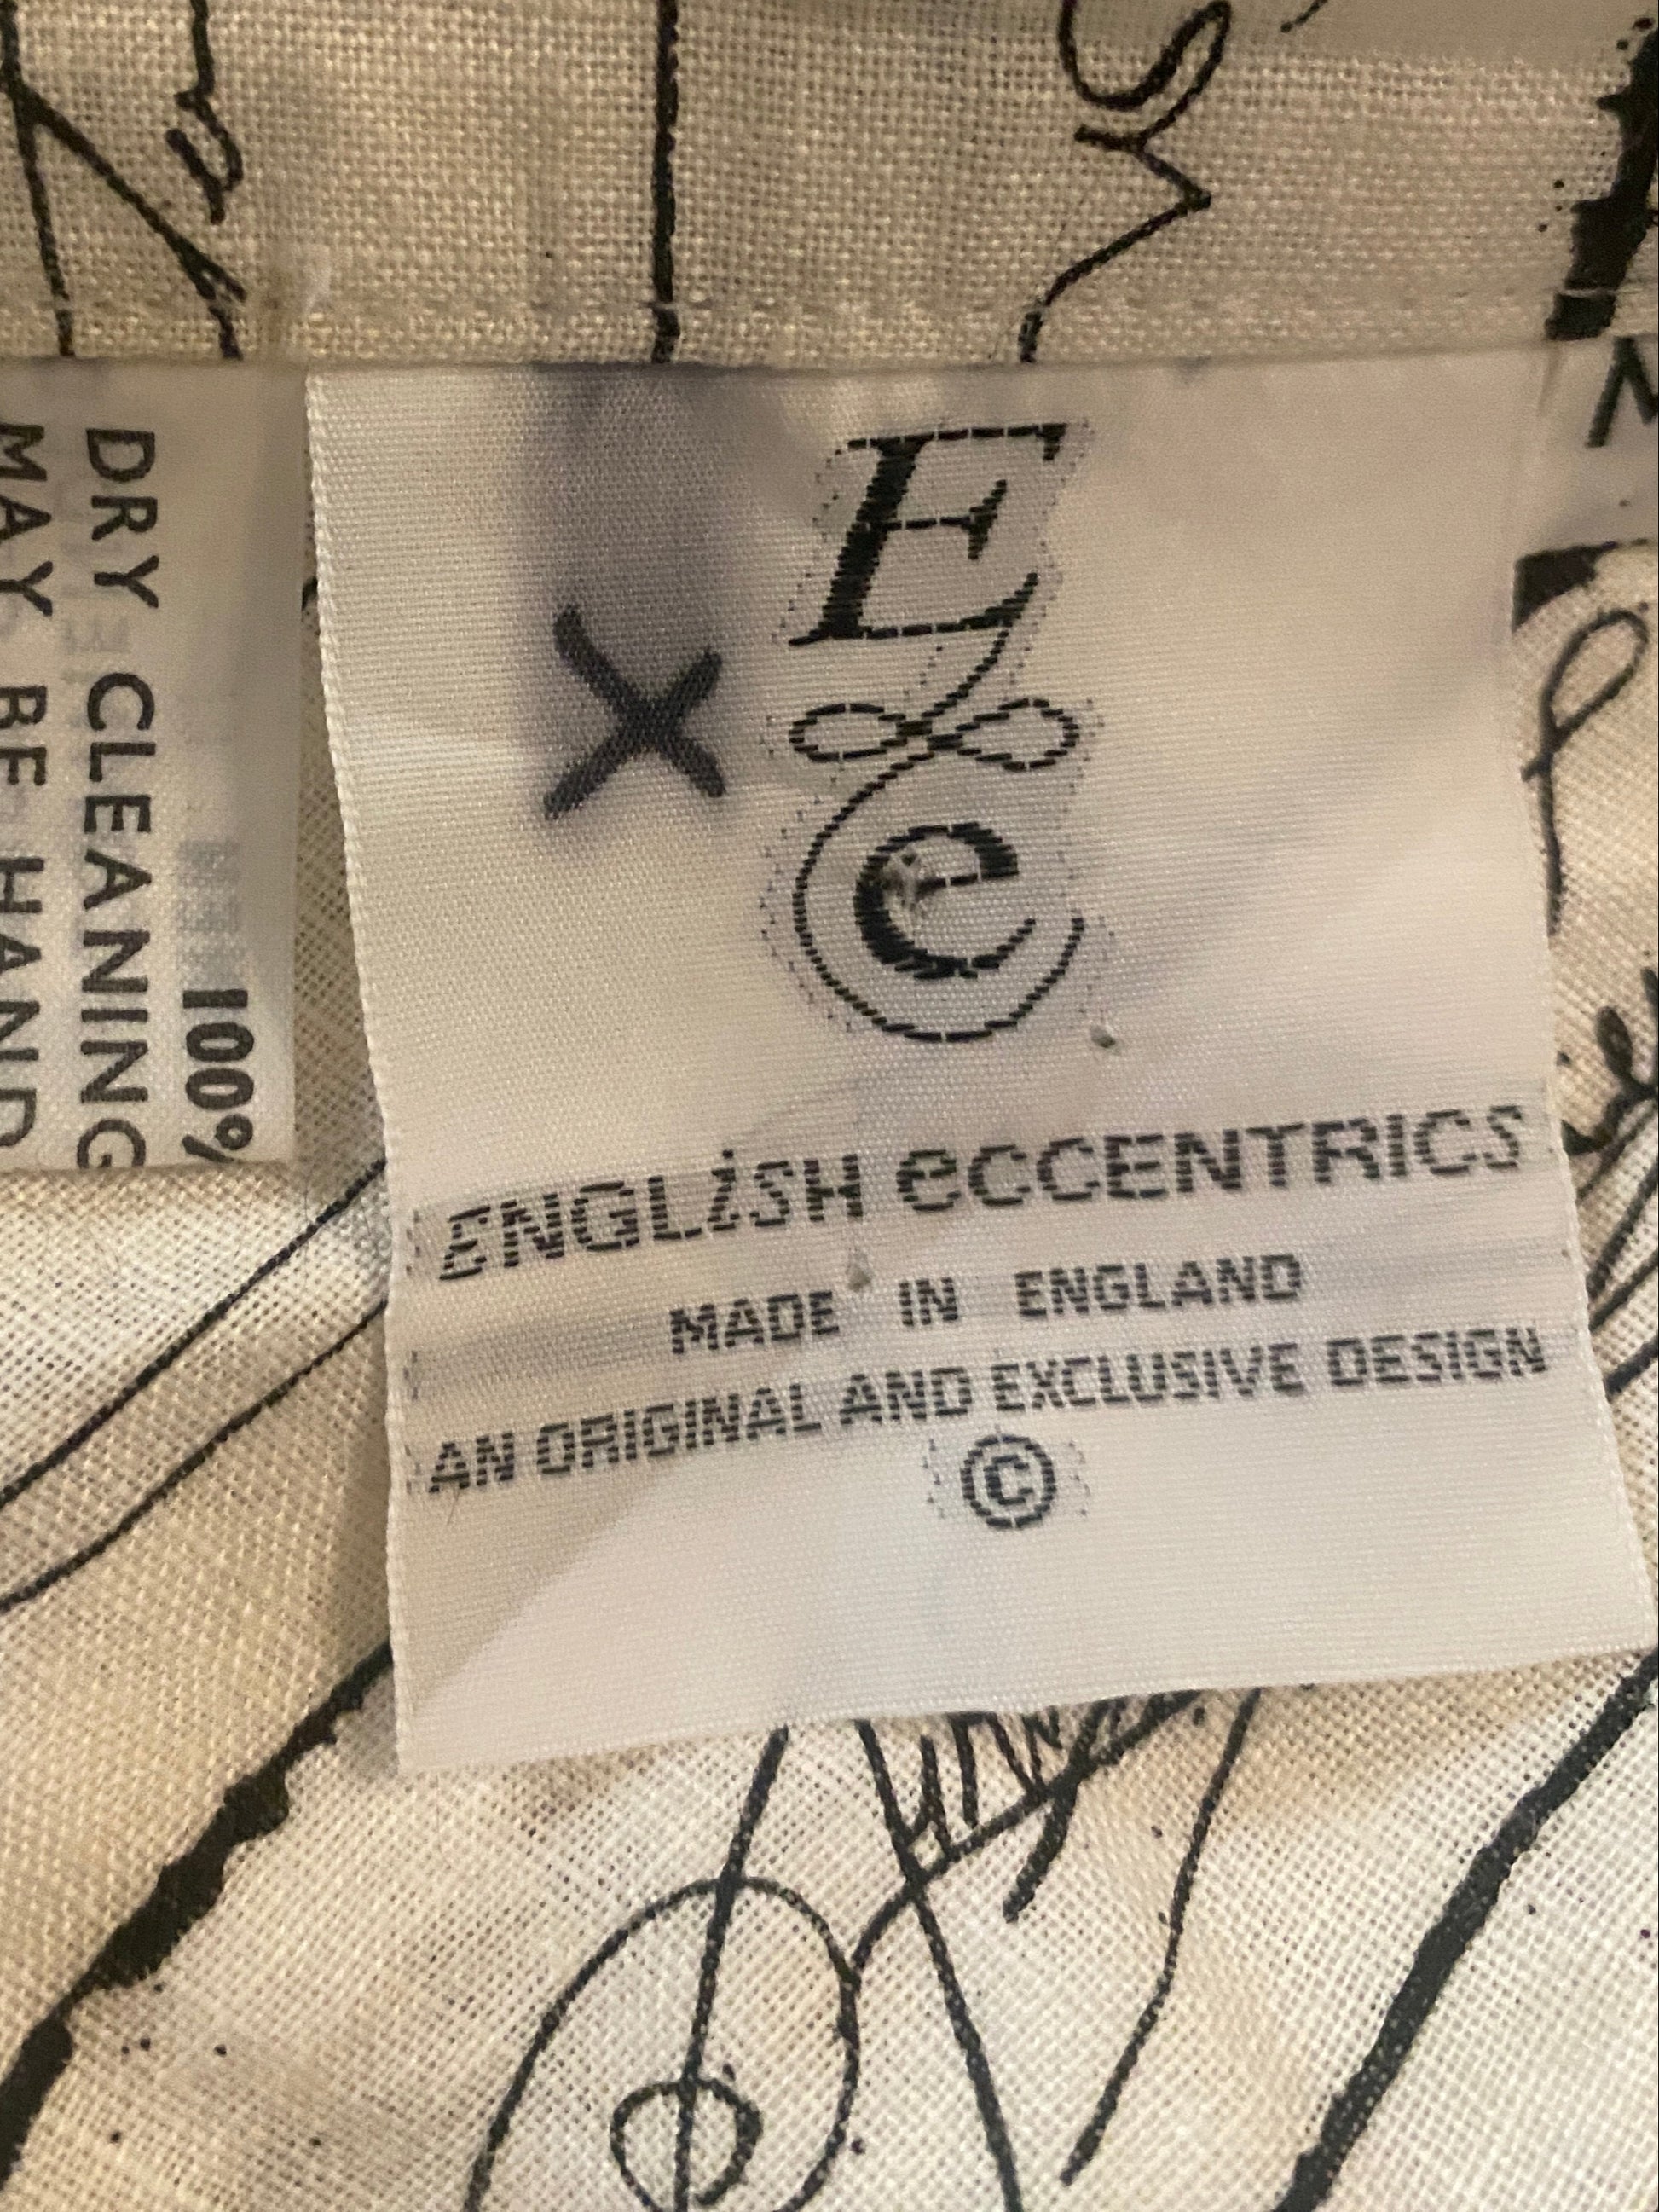 E
e
ENGLiSH eCCENTRICS
MADE IN ENGLAND
AN ORIGINAL AND EXCLUSIVE DESIGN
©
X
100%
DRY CLEANING
MAY BE HAND